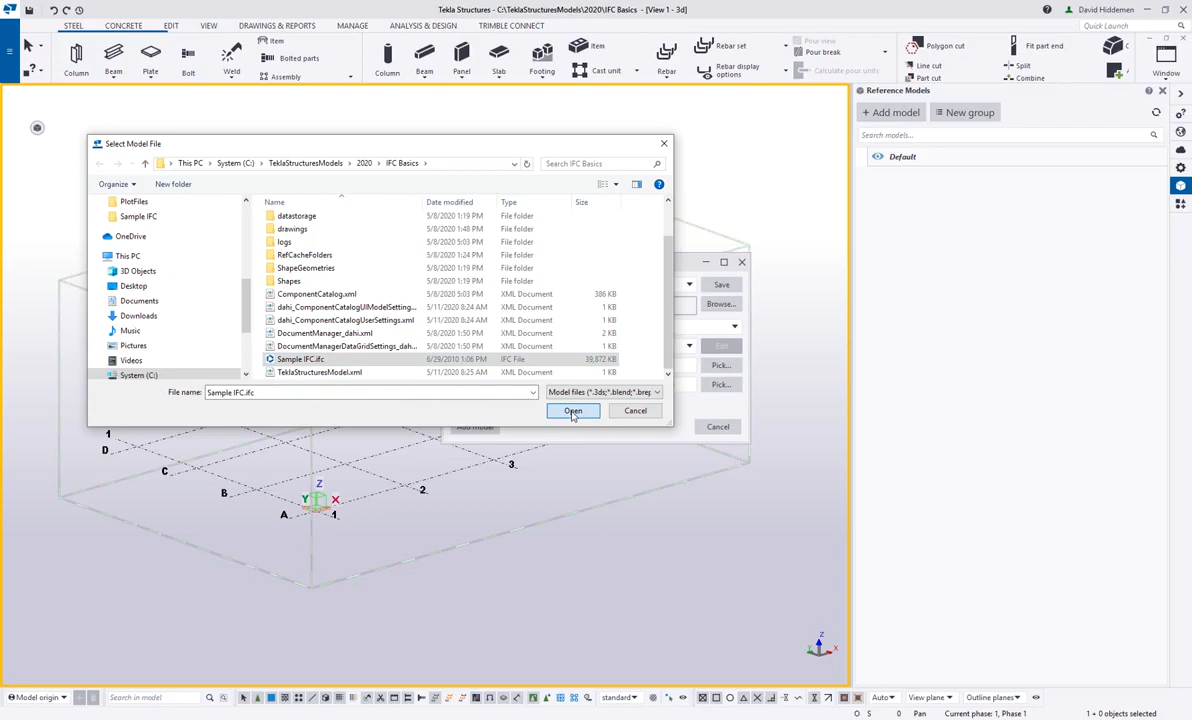 Tekla Structures - C:\TeklaStructuresModels\2020\IFC Basics - [View 1 - 3d]
David Hiddemen
STEEL CONCRETE EDIT VIEW DRAWINGS & REPORTS MANAGE ANALYSIS & DESIGN TRIMBLE CONNECT
Quick Launch
Column Beam Plate Bolt Weld
Item
Bolted parts
Assembly
Column Beam Panel Slab Footing
Item
Cast unit
Rebar
Rebar set
Rebar display options
Pour view
Pour break
Calculate pour units
Polygon cut
Line cut
Part cut
Fit part end
Split
Combine
Window
Reference Models
Add model
New group
Search models...
Default
Select Model File
This PC › System (C:) › TeklaStructuresModels › 2020 › IFC Basics ›
Search IFC Basics
Organize
New folder
PlotFiles
Sample IFC
OneDrive
This PC
3D Objects
Desktop
Documents
Downloads
Music
Pictures
Videos
System (C:)
Name Date modified Type Size
datastorage 5/8/2020 1:19 PM File folder
drawings 5/8/2020 1:48 PM File folder
logs 5/8/2020 5:03 PM File folder
RefCacheFolders 5/8/2020 1:24 PM File folder
ShapeGeometries 5/8/2020 1:19 PM File folder
Shapes 5/8/2020 1:19 PM File folder
ComponentCatalog.xml 5/8/2020 5:03 PM XML Document 386 KB
dahi_ComponentCatalogUIModelSetting... 5/11/2020 8:24 AM XML Document 1 KB
dahi_ComponentCatalogUserSettings.xml 5/11/2020 8:24 AM XML Document 1 KB
DocumentManager_dahi.xml 5/8/2020 1:50 PM XML Document 2 KB
DocumentManagerDataGridSettings_dah... 5/8/2020 1:50 PM XML Document 1 KB
Sample IFC.ifc 6/29/2010 1:06 PM IFC File 39,872 KB
TeklaStructuresModel.xml 5/11/2020 8:25 AM XML Document 1 KB
File name: Sample IFC.ifc
Model files (*.3ds;*.blend;*.brep
Open
Cancel
Save
Browse...
Edit
Pick...
Pick...
Add model
Cancel
1
D
C
B
A
1
2
3
Z
Y
X
Z
X
Model origin
Search in model
standard
Auto
View plane
Outline planes
O S 0 Pan Current phase: 1, Phase 1 1 + 0 objects selected